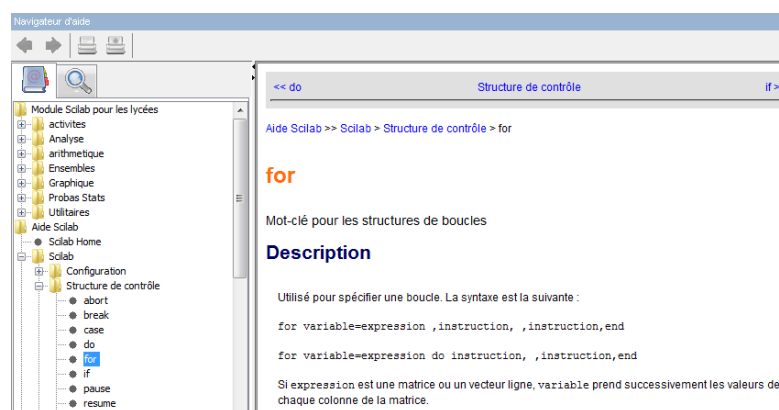 Navigateur d'aide
Module Scilab pour les lycées
activites
Analyse
arithmetique
Ensembles
Graphique
Probas Stats
Utilitaires
Aide Scilab
Scilab Home
Scilab
Configuration
Structure de contrôle
abort
break
case
do
for
if
pause
resume
<< do Structure de contrôle if >
Aide Scilab >> Scilab > Structure de contrôle > for
for
Mot-clé pour les structures de boucles
Description
Utilisé pour spécifier une boucle. La syntaxe est la suivante :
for variable=expression ,instruction, ,instruction,end
for variable=expression do instruction, ,instruction,end
Si expression est une matrice ou un vecteur ligne, variable prend successivement les valeurs de
chaque colonne de la matrice.